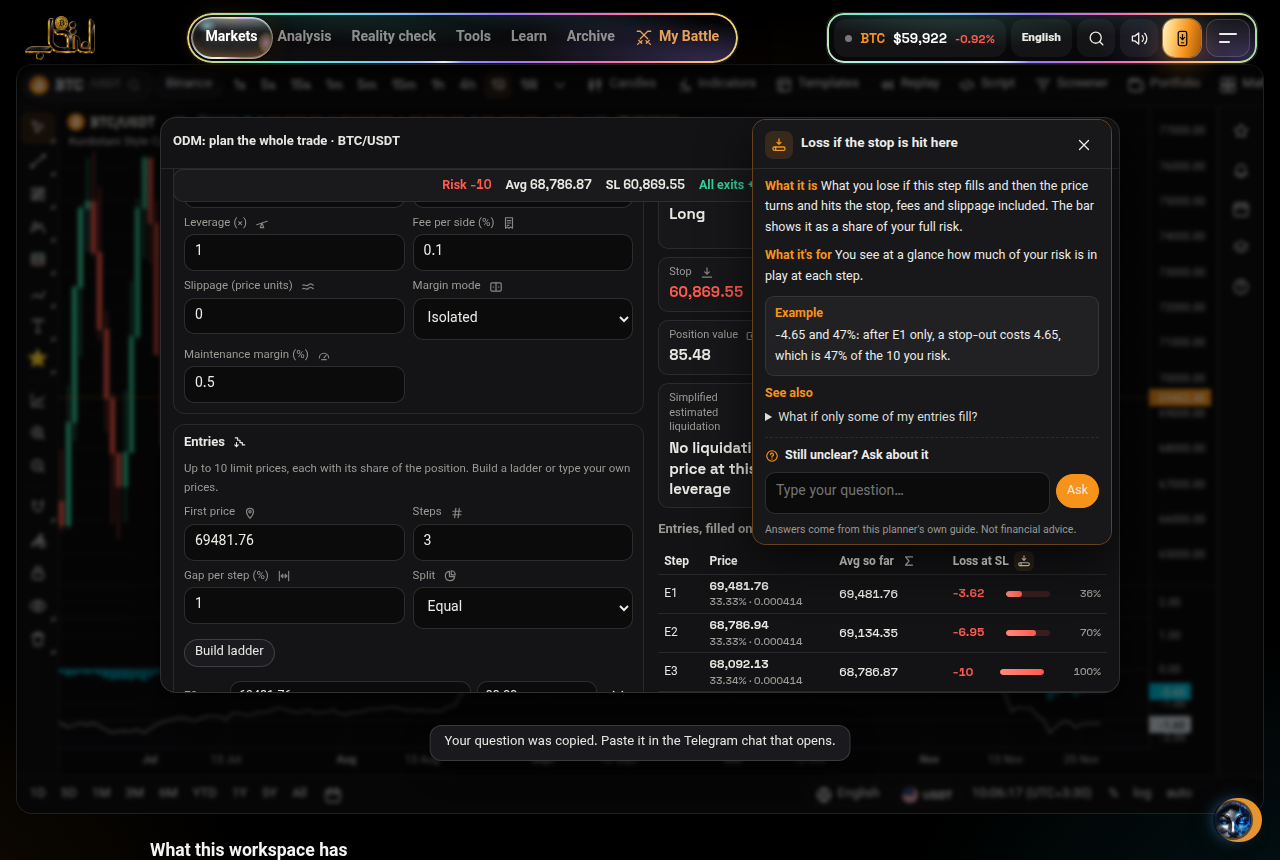 Markets
Analysis
Reality check
Tools
Learn
Archive
My Battle
BTC $59,922 -0.92%
English
ODM: plan the whole trade · BTC/USDT
Risk -10 Avg 68,786.87 SL 60,869.55 All exits
Leverage (×)
Fee per side (%)
1
0.1
Slippage (price units)
Margin mode
0
Isolated
Maintenance margin (%)
0.5
Entries
Up to 10 limit prices, each with its share of the position. Build a ladder or type your own
prices.
First price
Steps
69481.76
3
Gap per step (%)
Split
1
Equal
Build ladder
Long
Stop
60,869.55
Position value
85.48
Simplified
estimated
liquidation
No liquidati
price at this
leverage
Entries, filled on
Step Price Avg so far Loss at SL
E1 69,481.76 69,481.76 -3.62 36%
33.33% · 0.000414
E2 68,786.94 69,134.35 -6.95 70%
33.33% · 0.000414
E3 68,092.13 68,786.87 -10 100%
33.34% · 0.000414
Loss if the stop is hit here
What it is What you lose if this step fills and then the price
turns and hits the stop, fees and slippage included. The bar
shows it as a share of your full risk.
What it's for You see at a glance how much of your risk is in
play at each step.
Example
-4.65 and 47%: after E1 only, a stop-out costs 4.65,
which is 47% of the 10 you risk.
See also
What if only some of my entries fill?
Still unclear? Ask about it
Type your question…
Ask
Answers come from this planner's own guide. Not financial advice.
Your question was copied. Paste it in the Telegram chat that opens.
What this workspace has